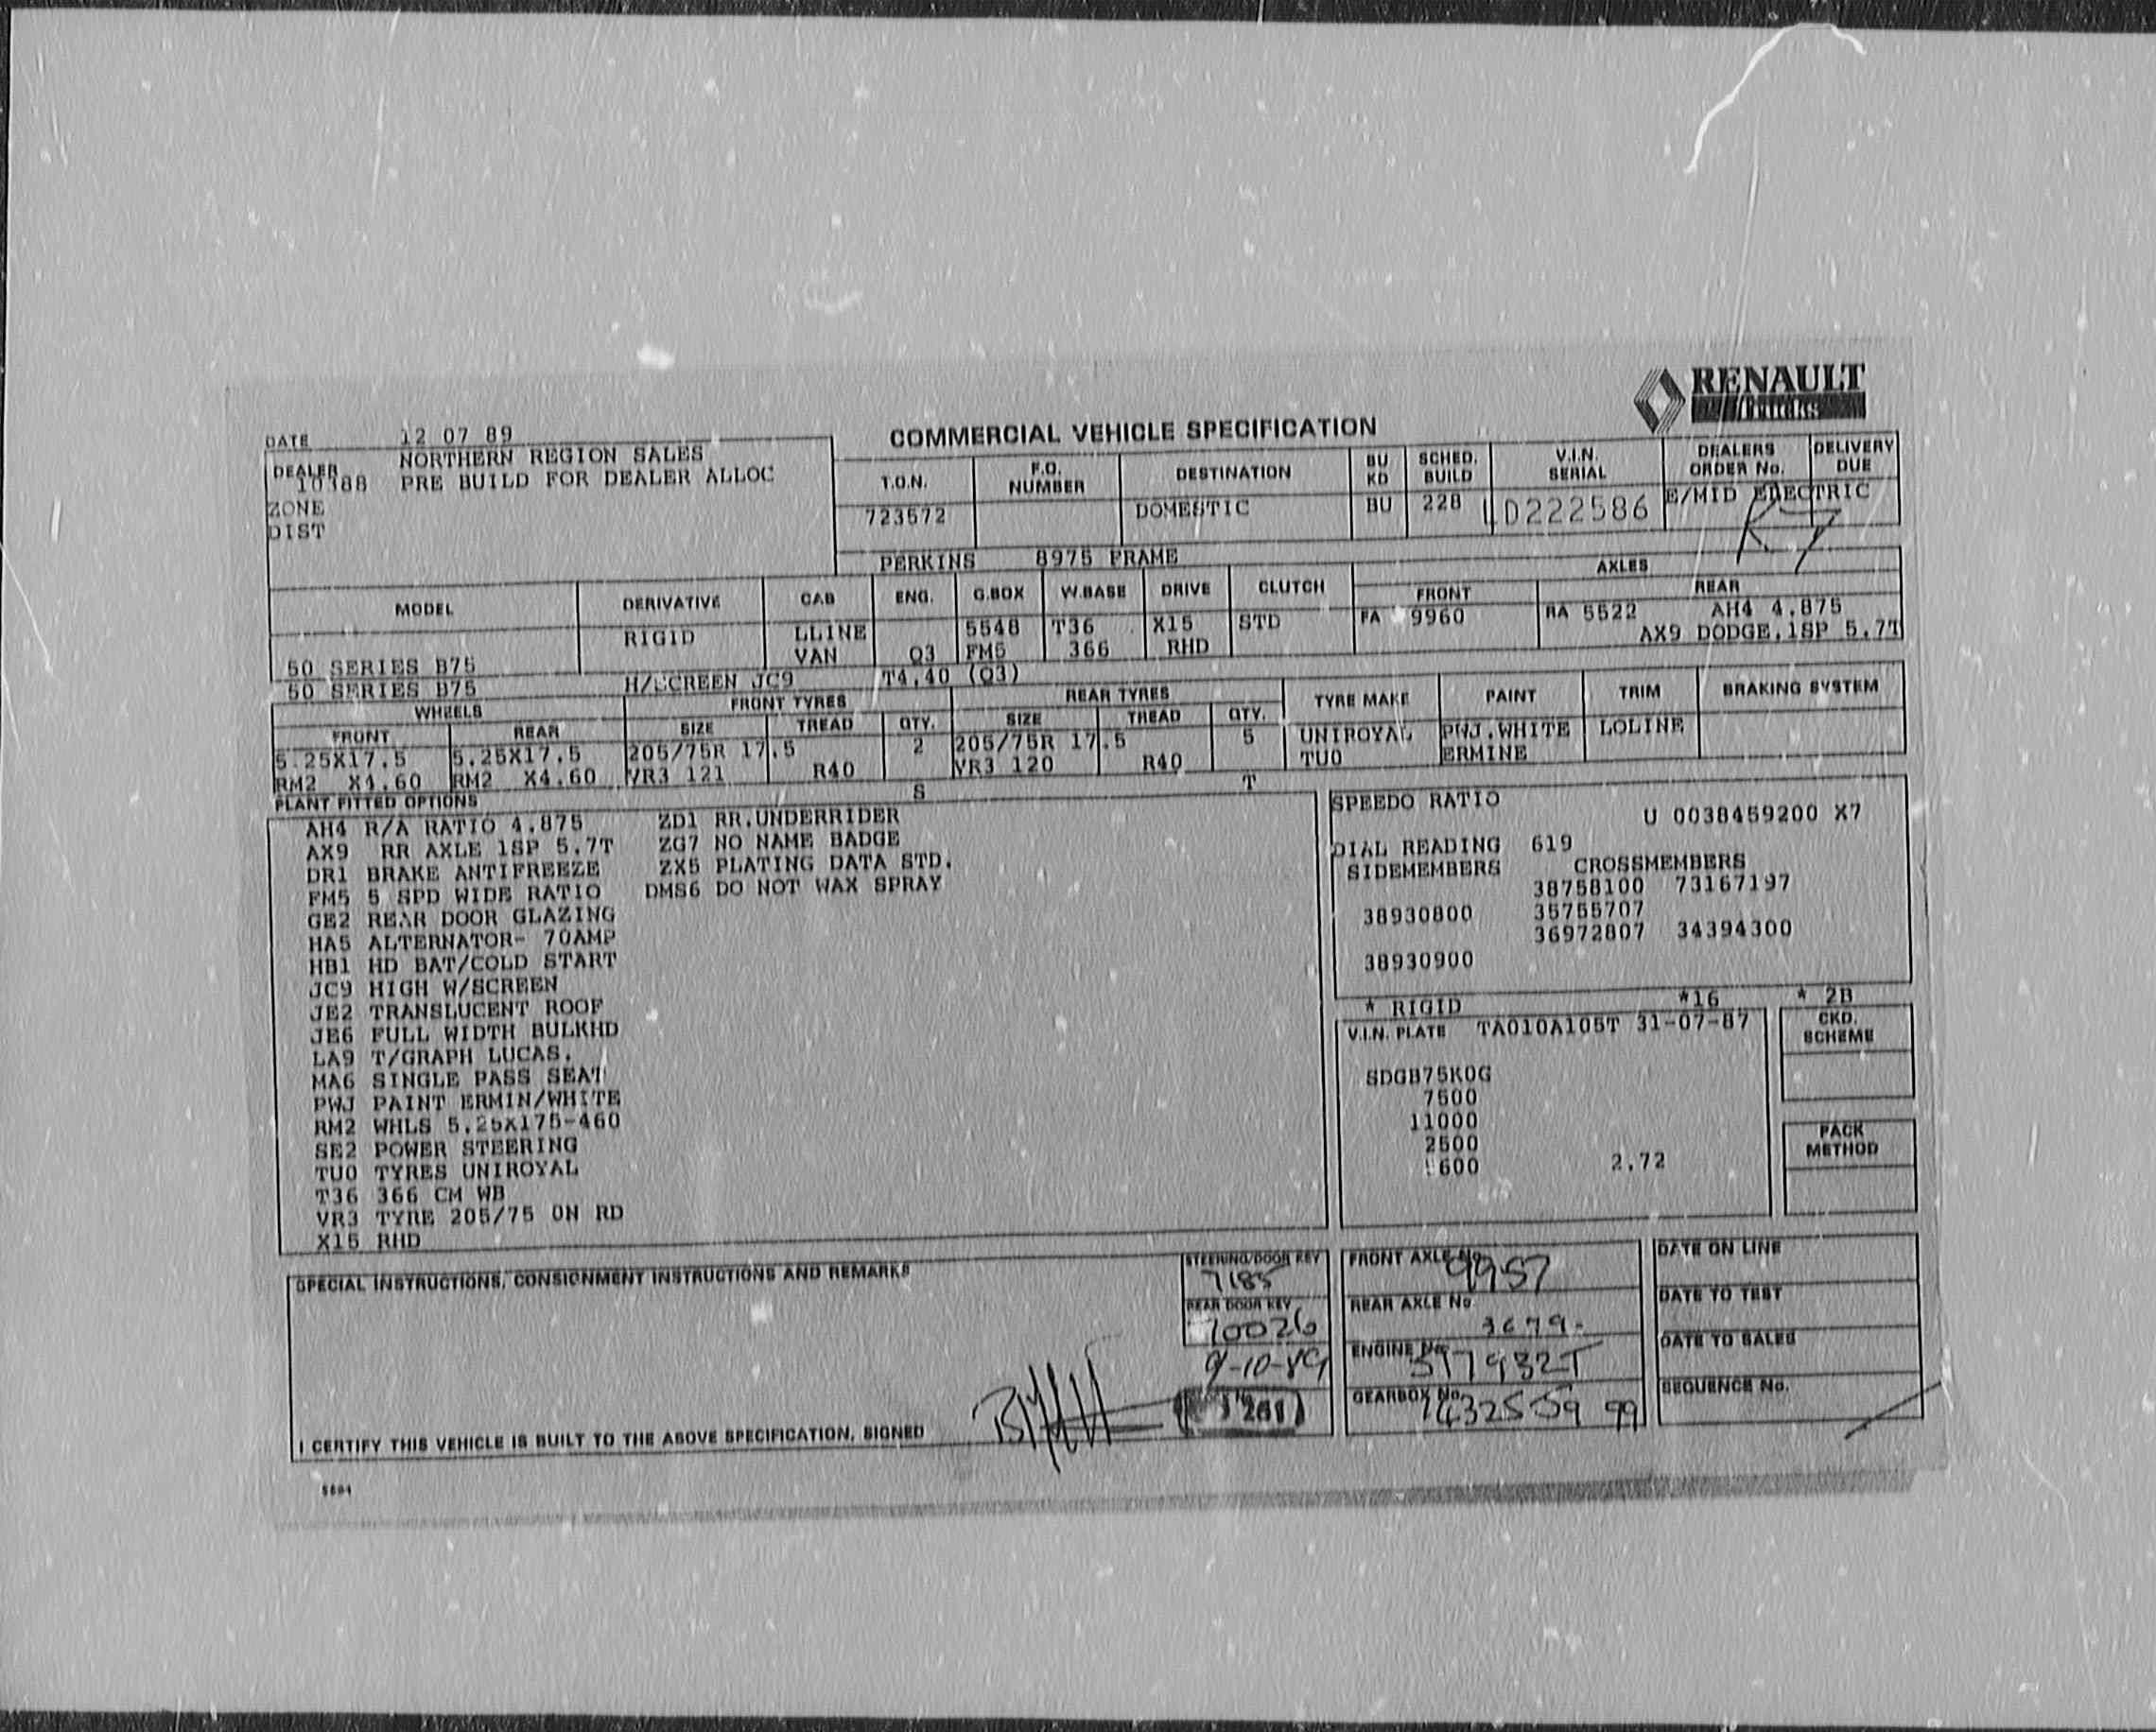 RENAULT
Trucks
COMMERCIAL VEHICLE SPECIFICATION
DATE 12 07 89
DEALER NORTHERN REGION SALES
10388 PRE BUILD FOR DEALER ALLOC
ZONE
DIST
T.O.N. F.O. NUMBER DESTINATION BU KD SCHED. BUILD V.I.N. SERIAL DEALERS ORDER No. DELIVERY DUE
723572 DOMESTIC BU 228 LD222586 E/MID ELECTRIC
PERKINS 8975 FRAME
MODEL DERIVATIVE CAB ENG. G.BOX W.BASE DRIVE CLUTCH AXLES FRONT REAR
RIGID LLINE 5548 T36 X15 STD FA 9960 RA 5522 AH4 4.875
50 SERIES B75 VAN Q3 FM5 366 RHD AX9 DODGE.1SP 5.7T
50 SERIES B75 H/SCREEN JC9 T4.40 (Q3)
WHEELS FRONT TYRES REAR TYRES TYRE MAKE PAINT TRIM BRAKING SYSTEM
FRONT REAR SIZE TREAD QTY. SIZE TREAD QTY.
5.25X17.5 5.25X17.5 205/75R 17.5 2 205/75R 17.5 5 UNIROYAL PWJ.WHITE LOLINE
RM2 X4.60 RM2 X4.60 VR3 121 R40 VR3 120 R40 TU0 ERMINE
S T
PLANT FITTED OPTIONS
AH4 R/A RATIO 4.875 ZD1 RR.UNDERRIDER
AX9 RR AXLE 1SP 5.7T ZG7 NO NAME BADGE
DR1 BRAKE ANTIFREEZE ZX5 PLATING DATA STD.
FM5 5 SPD WIDE RATIO DMS6 DO NOT WAX SPRAY
GE2 REAR DOOR GLAZING
HA5 ALTERNATOR- 70AMP
HB1 HD BAT/COLD START
JC9 HIGH W/SCREEN
JE2 TRANSLUCENT ROOF
JE6 FULL WIDTH BULKHD
LA9 T/GRAPH LUCAS.
MA6 SINGLE PASS SEAT
PWJ PAINT ERMIN/WHITE
RM2 WHLS 5.25X175-460
SE2 POWER STEERING
TU0 TYRES UNIROYAL
T36 366 CM WB
VR3 TYRE 205/75 ON RD
X15 RHD
SPEEDO RATIO
U 0038459200 X7
DIAL READING 619
SIDEMEMBERS CROSSMEMBERS
38758100 73167197
38930800 35755707
36972807 34394300
38930900
* RIGID *16 * 2B
V.I.N. PLATE TA010A105T 31-07-87
SDGB75K0G
7500
11000
2500
600 2.72
CKD. SCHEME
PACK METHOD
SPECIAL INSTRUCTIONS, CONSIGNMENT INSTRUCTIONS AND REMARKS
STEERING/DOOR KEY
7185
REAR DOOR KEY
10026
9-10-89
FRONT AXLE No. 9957
REAR AXLE No 3679-
ENGINE No.
GEARBOX No.
DATE ON LINE
DATE TO TEST
DATE TO SALES
SEQUENCE No.
I CERTIFY THIS VEHICLE IS BUILT TO THE ABOVE SPECIFICATION, SIGNED
5684